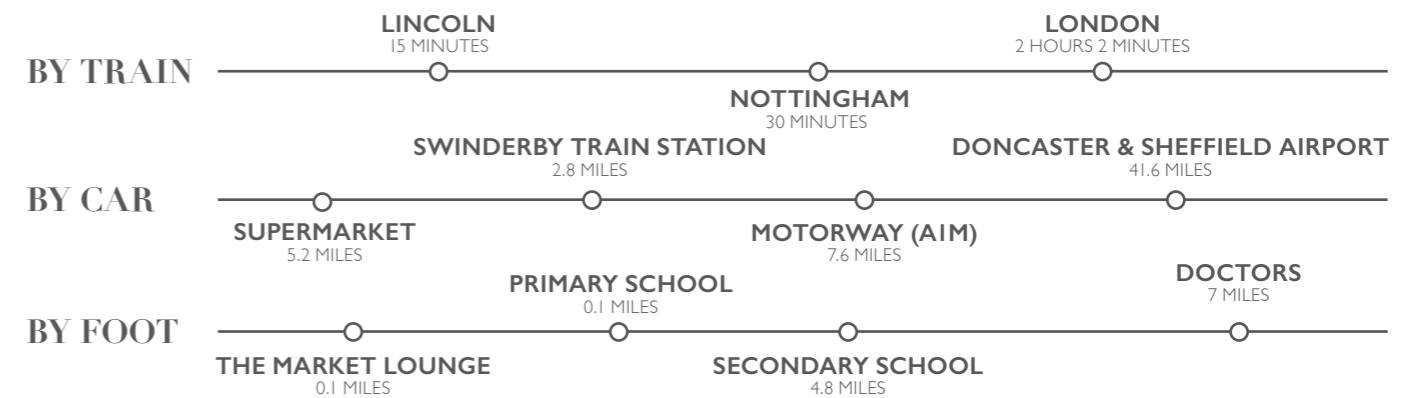 BY TRAIN
LINCOLN
15 MINUTES
NOTTINGHAM
30 MINUTES
LONDON
2 HOURS 2 MINUTES
BY CAR
SUPERMARKET
5.2 MILES
SWINDERBY TRAIN STATION
2.8 MILES
MOTORWAY (A1M)
7.6 MILES
DONCASTER & SHEFFIELD AIRPORT
41.6 MILES
BY FOOT
THE MARKET LOUNGE
0.1 MILES
PRIMARY SCHOOL
0.1 MILES
SECONDARY SCHOOL
4.8 MILES
DOCTORS
7 MILES